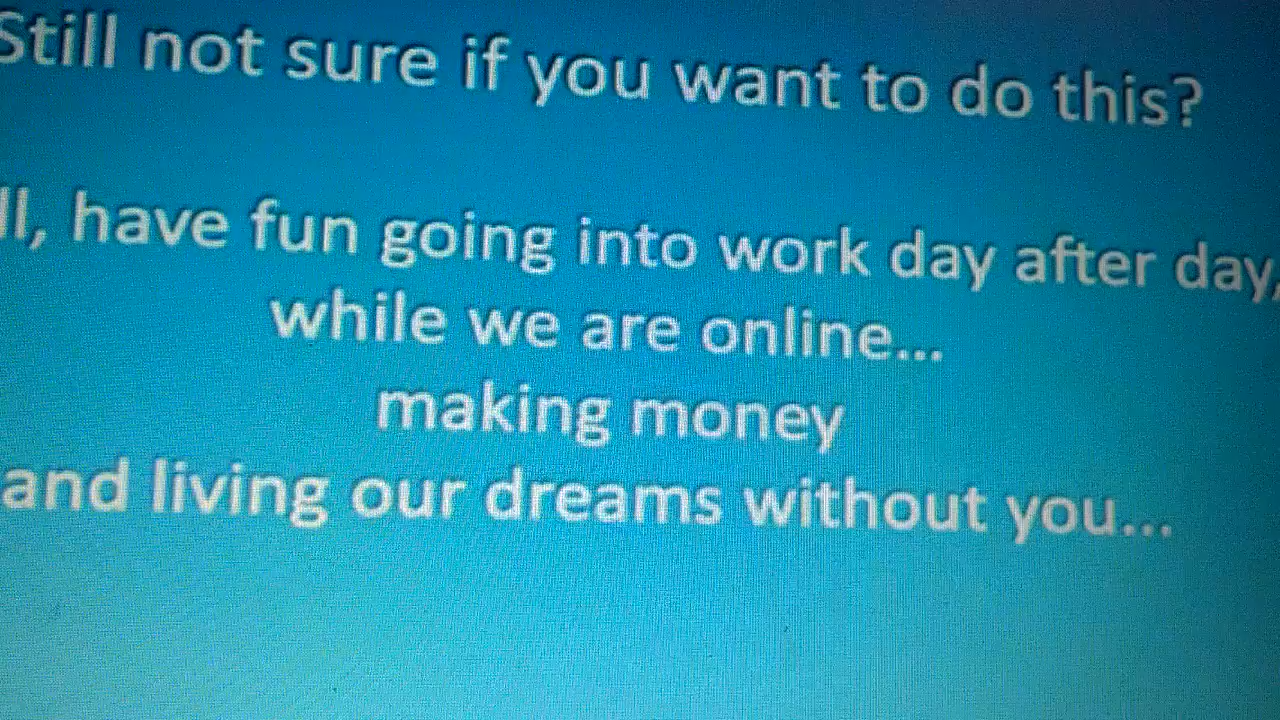 Still not sure if you want to do this?
ll, have fun going into work day after day,
while we are online...
making money
and living our dreams without you...